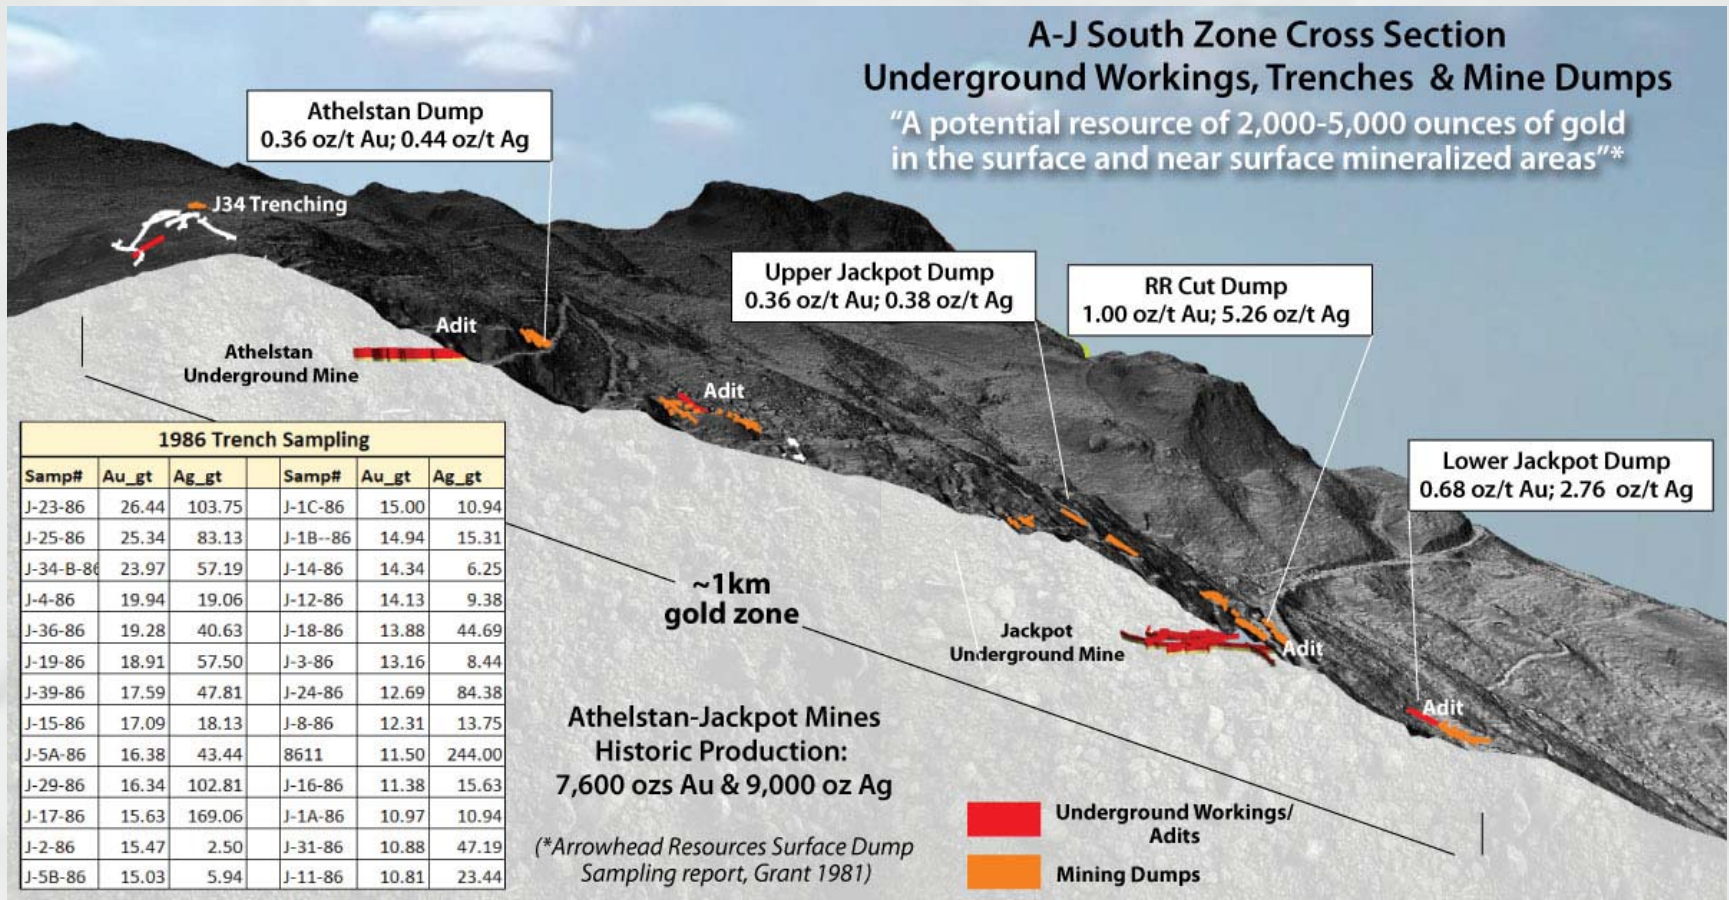 A-J South Zone Cross Section
Underground Workings, Trenches & Mine Dumps
"A potential resource of 2,000-5,000 ounces of gold
in the surface and near surface mineralized areas"*
Athelstan Dump
0.36 oz/t Au; 0.44 oz/t Ag
J34 Trenching
Upper Jackpot Dump
0.36 oz/t Au; 0.38 oz/t Ag
RR Cut Dump
1.00 oz/t Au; 5.26 oz/t Ag
Adit
Athelstan
Underground Mine
Adit
Lower Jackpot Dump
0.68 oz/t Au; 2.76 oz/t Ag
1986 Trench Sampling
Samp# Au_gt Ag_gt Samp# Au_gt Ag_gt
J-23-86 26.44 103.75 J-1C-86 15.00 10.94
J-25-86 25.34 83.13 J-1B--86 14.94 15.31
J-34-B-86 23.97 57.19 J-14-86 14.34 6.25
J-4-86 19.94 19.06 J-12-86 14.13 9.38
J-36-86 19.28 40.63 J-18-86 13.88 44.69
J-19-86 18.91 57.50 J-3-86 13.16 8.44
J-39-86 17.59 47.81 J-24-86 12.69 84.38
J-15-86 17.09 18.13 J-8-86 12.31 13.75
J-5A-86 16.38 43.44 8611 11.50 244.00
J-29-86 16.34 102.81 J-16-86 11.38 15.63
J-17-86 15.63 169.06 J-1A-86 10.97 10.94
J-2-86 15.47 2.50 J-31-86 10.88 47.19
J-5B-86 15.03 5.94 J-11-86 10.81 23.44
~1km
gold zone
Jackpot
Underground Mine
Adit
Adit
Athelstan-Jackpot Mines
Historic Production:
7,600 ozs Au & 9,000 oz Ag
(*Arrowhead Resources Surface Dump
Sampling report, Grant 1981)
Underground Workings/
Adits
Mining Dumps